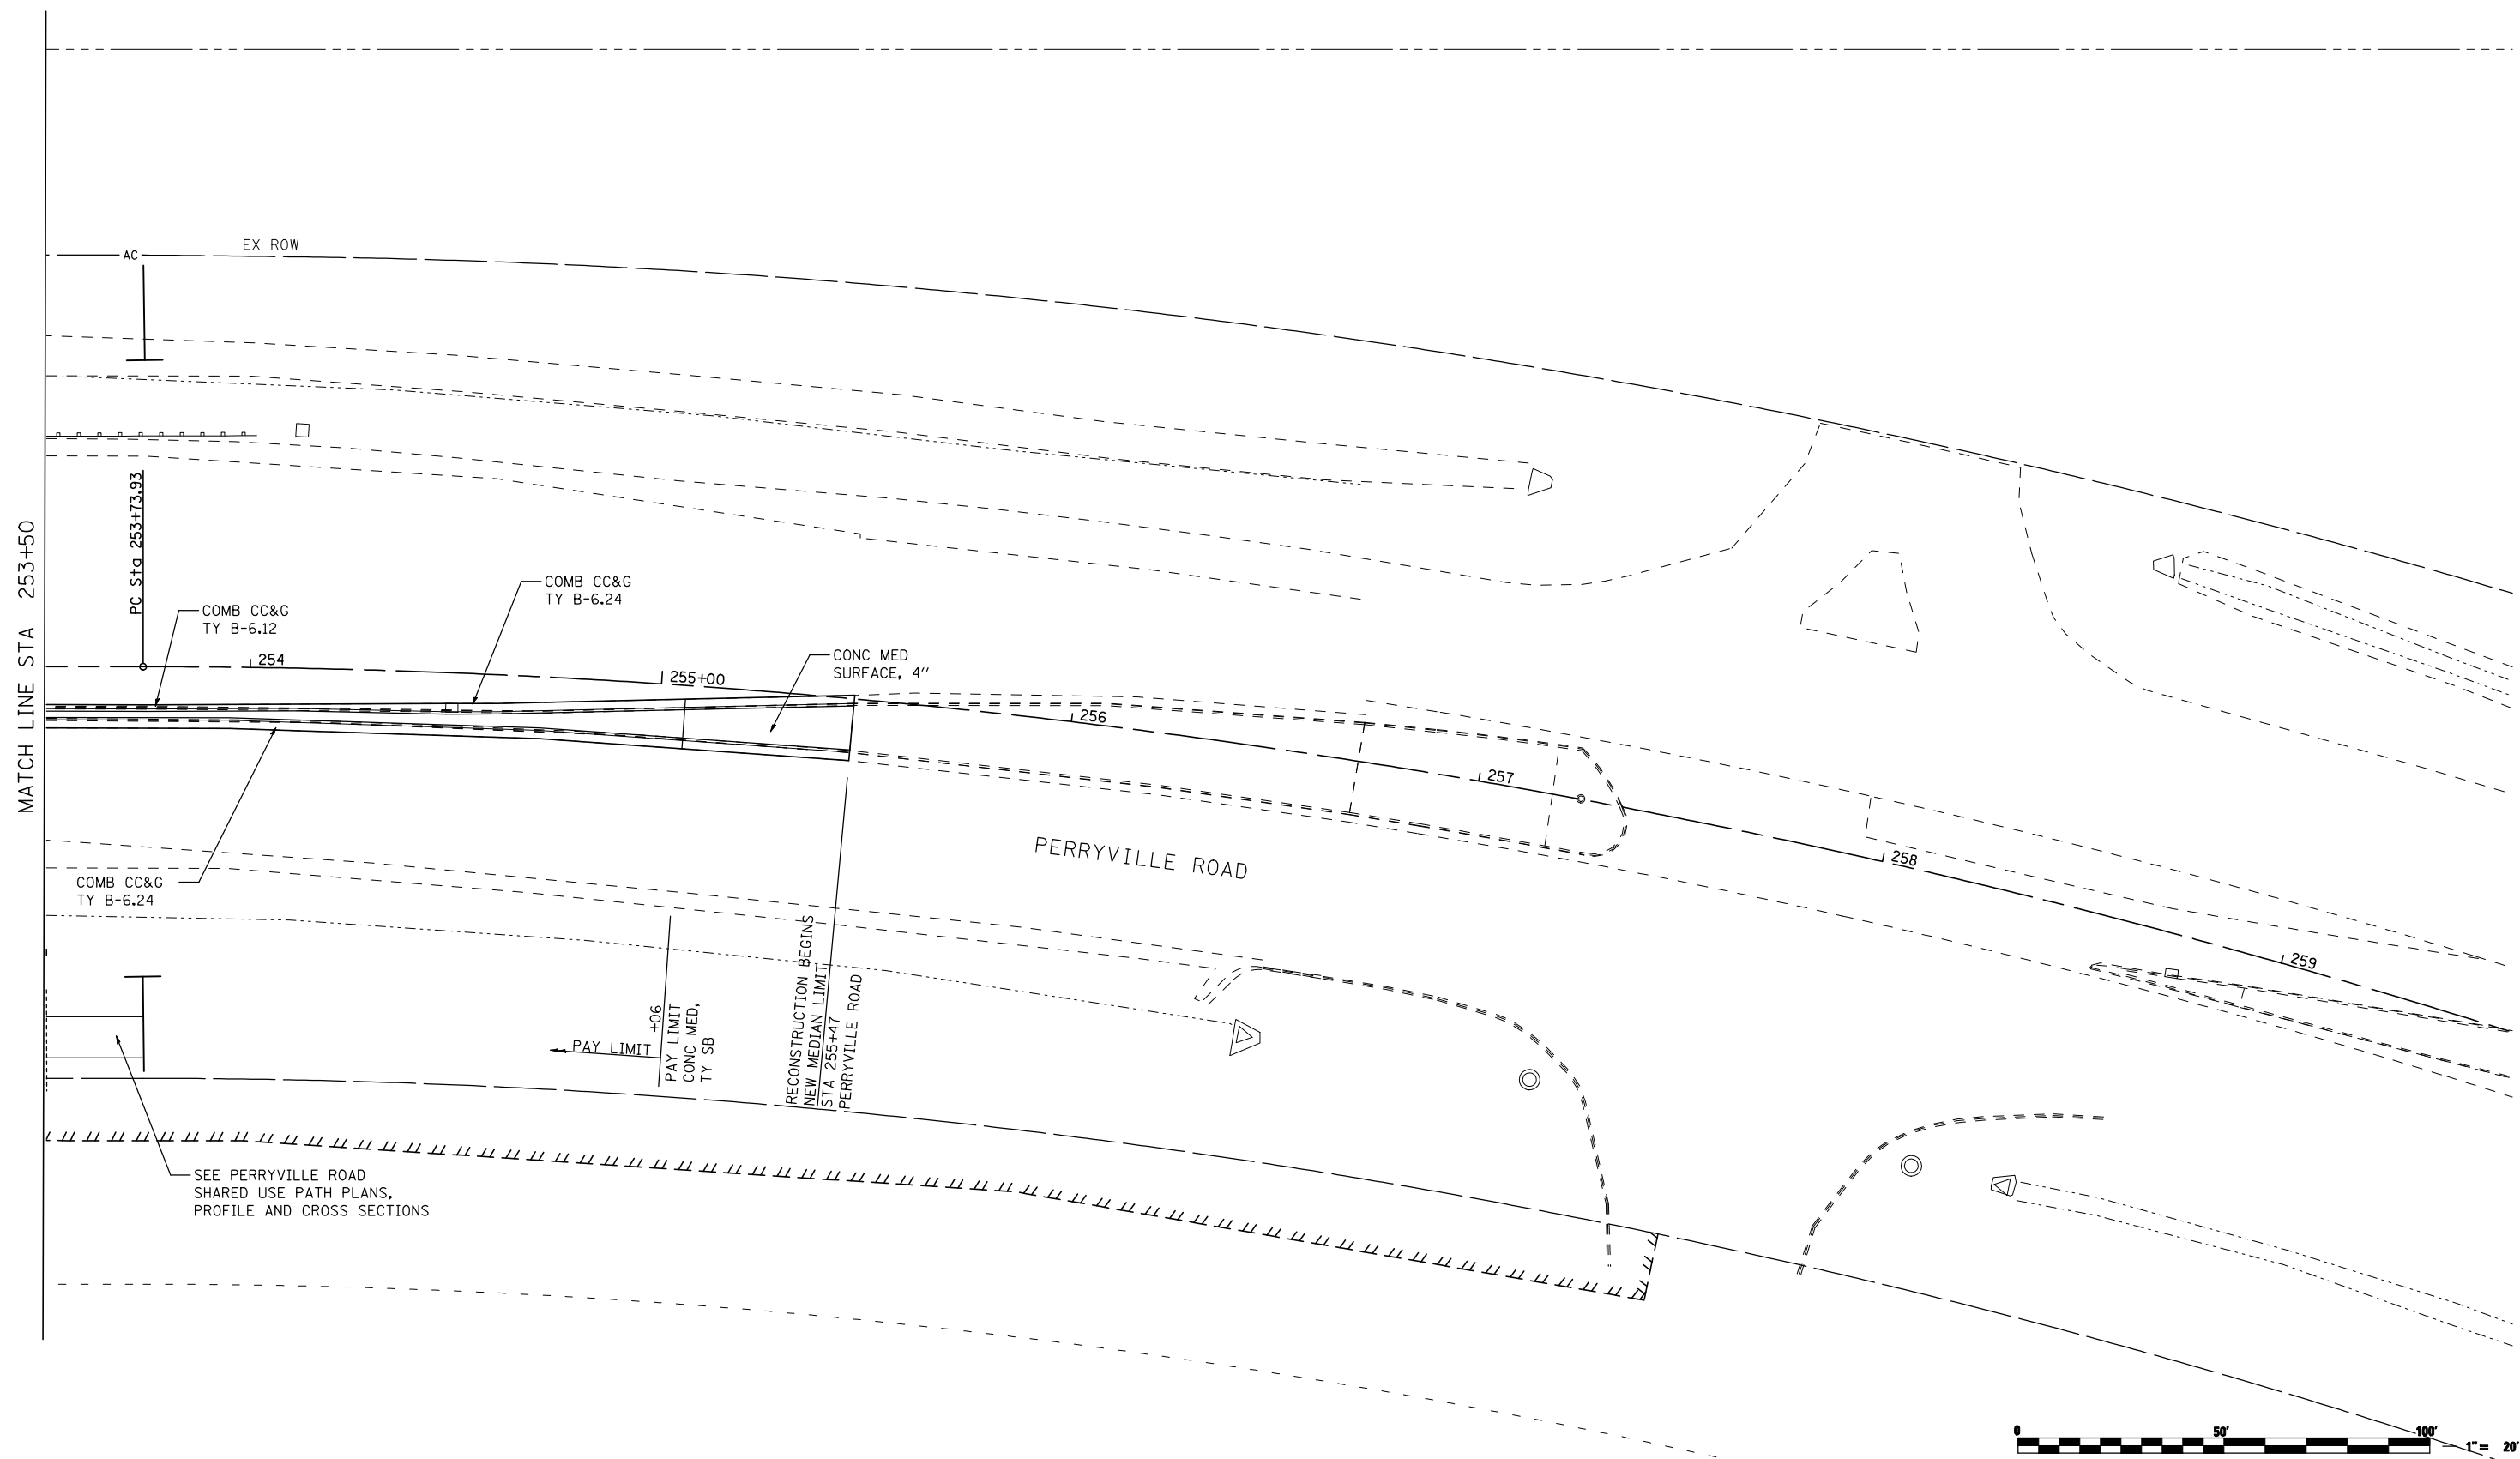 EX ROW
AC
PC Sta 253+73.93
MATCH LINE STA 253+50
COMB CC&G
TY B-6.24
COMB CC&G
TY B-6.12
254
CONC MED
SURFACE, 4''
255+00
256
257
PERRYVILLE ROAD
258
COMB CC&G
TY B-6.24
259
+06
PAY LIMIT
CONC MED,
TY SB
PAY LIMIT
RECONSTRUCTION BEGINS
NEW MEDIAN LIMIT
STA 255+47
PERRYVILLE ROAD
SEE PERRYVILLE ROAD
SHARED USE PATH PLANS,
PROFILE AND CROSS SECTIONS
0 50' 100'
1" = 20'